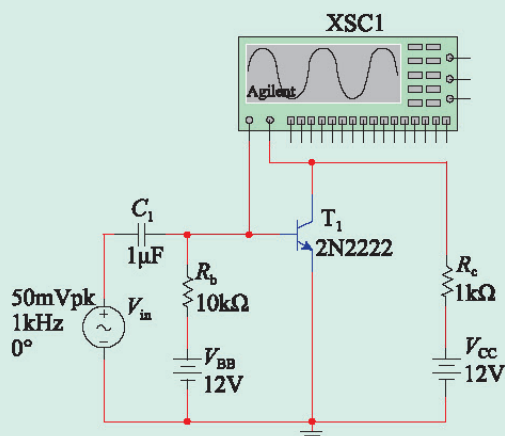 XSC1
Agilent
C1
1μF
T1
2N2222
50mVpk
1kHz
0°
Vin
Rb
10kΩ
VBB
12V
Rc
1kΩ
VCC
12V